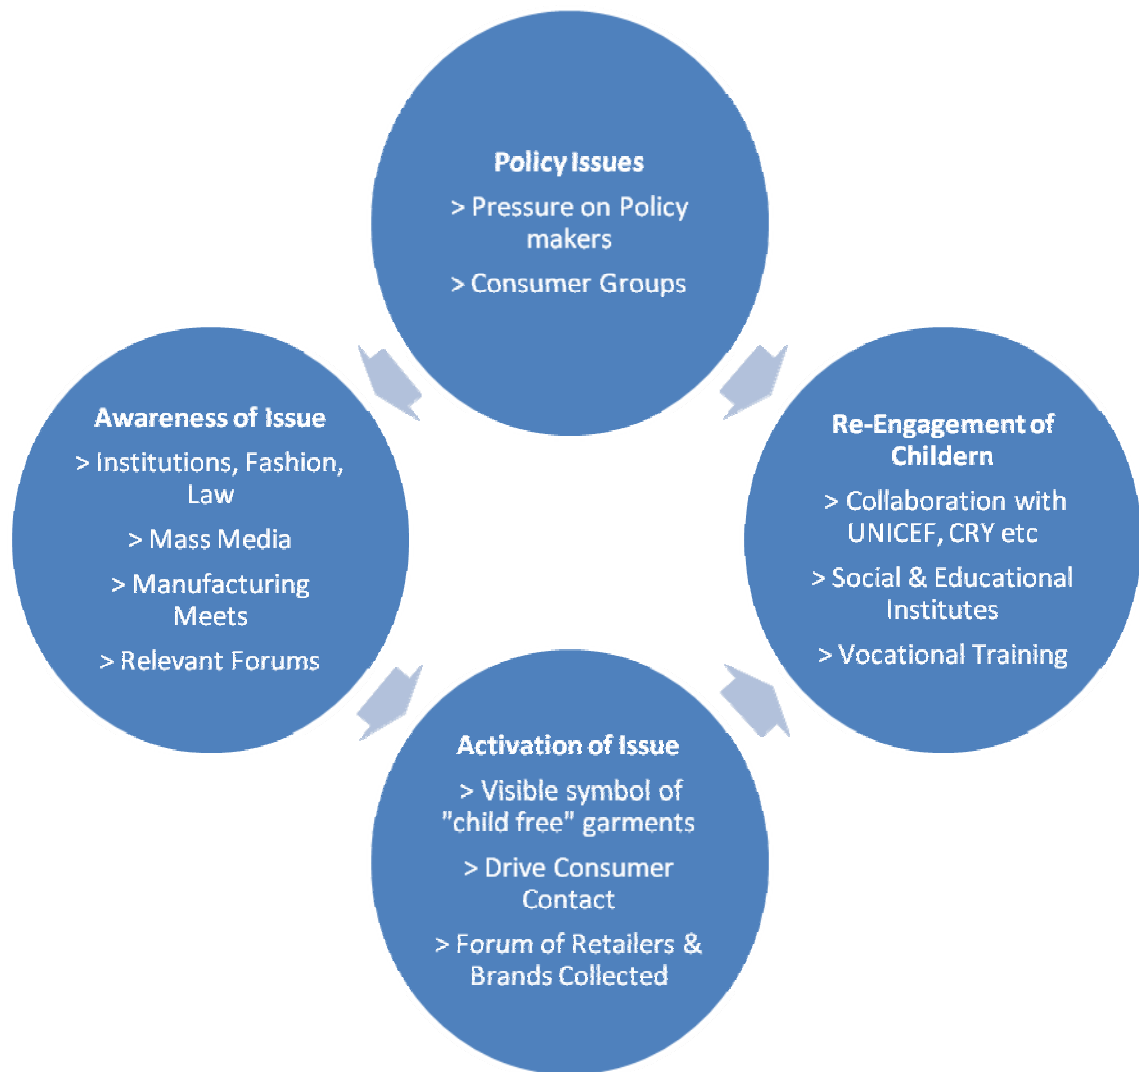 Policy Issues
> Pressure on Policy
makers
> Consumer Groups
Awareness of Issue
> Institutions, Fashion,
Law
> Mass Media
> Manufacturing
Meets
> Relevant Forums
Re-Engagement of
Childern
> Collaboration with
UNICEF, CRY etc
> Social & Educational
Institutes
> Vocational Training
Activation of Issue
> Visible symbol of
"child free" garments
> Drive Consumer
Contact
> Forum of Retailers &
Brands Collected